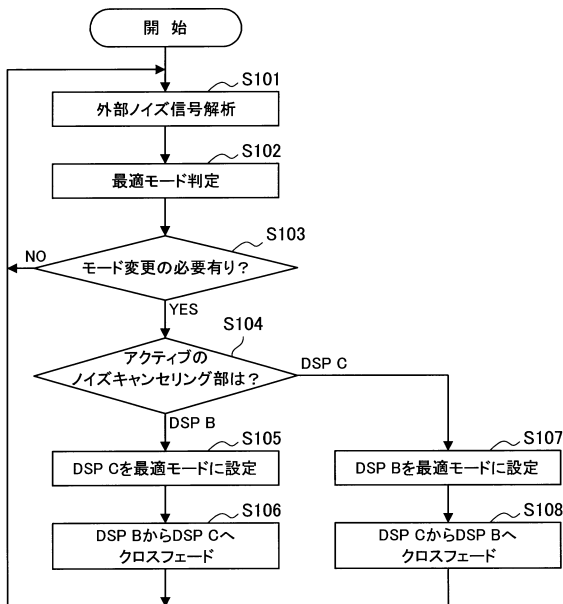 開 始
S101
外部ノイズ信号解析
S102
最適モード判定
S103
NO
モード変更の必要有り?
YES
S104
アクティブの
ノイズキャンセリング部は?
DSP C
DSP B
S105
DSP Cを最適モードに設定
S107
DSP Bを最適モードに設定
S106
DSP BからDSP Cへ
クロスフェード
S108
DSP CからDSP Bへ
クロスフェード